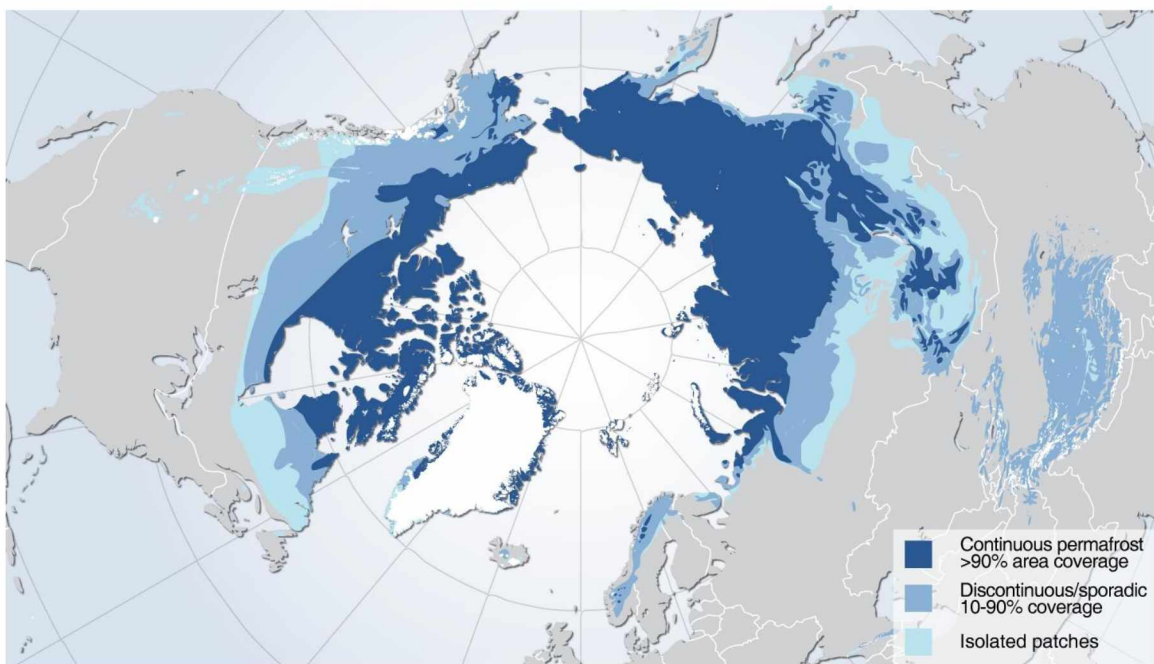 Continuous permafrost
>90% area coverage
Discontinuous/sporadic
10-90% coverage
Isolated patches